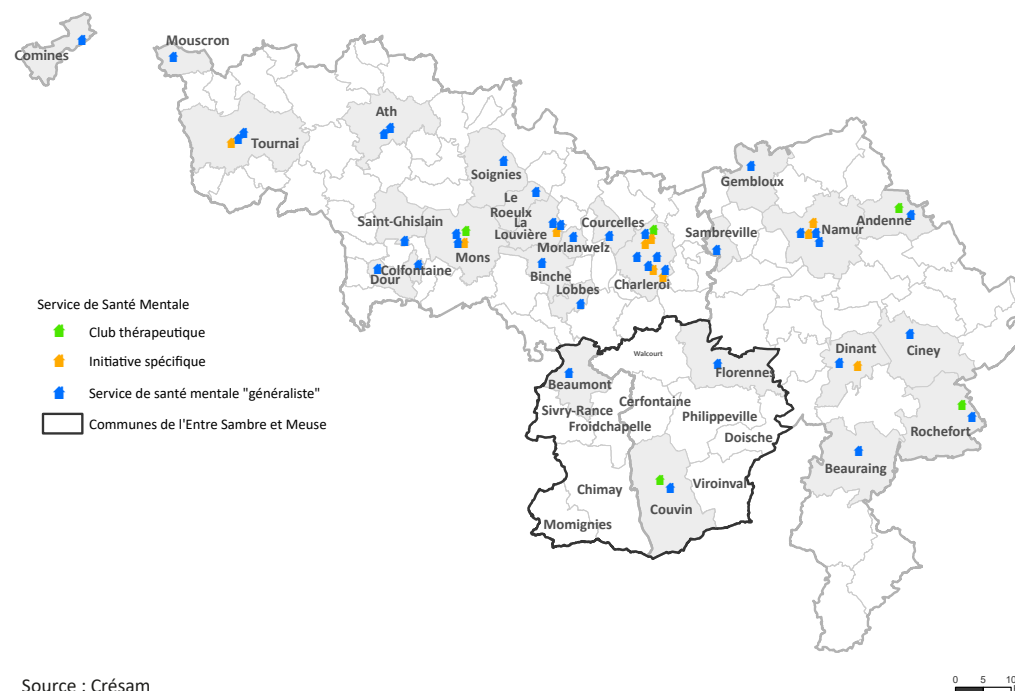 Mouscron
Comines
Ath
Tournai
Soignies
Gembloux
Le
Roeulx
Saint-Ghislain
La
Louvière
Courcelles
Andenne
Namur
Sambreville
Morlanwelz
Mons
Colfontaine
Dour
Binche
Lobbes
Charleroi
Service de Santé Mentale
Club thérapeutique
Initiative spécifique
Service de santé mentale "généraliste"
Communes de l'Entre Sambre et Meuse
Walcourt
Dinant
Ciney
Florennes
Beaumont
Cerfontaine
Sivry-Rance
Philippeville
Froidchapelle
Doische
Rochefort
Beauraing
Chimay
Viroinval
Couvin
Momignies
Source : Crésam
0 5 10